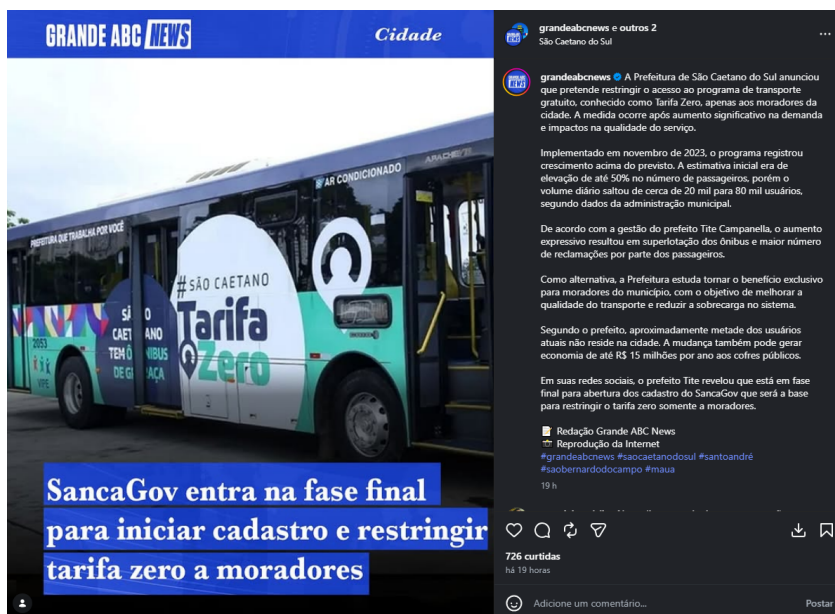 GRANDE ABC NEWS
Cidade
AR CONDICIONADO
APACHE VIP
PREFEITURA QUE TRABALHA POR VOCÊ
#SÃO CAETANO
Tarifa
Zero
SÃO
CAETANO
TEM ÔNIBUS
DE GRAÇA
2053
VIPE
SancaGov entra na fase final
para iniciar cadastro e restringir
tarifa zero a moradores
grandeabcnews e outros 2
São Caetano do Sul
grandeabcnews A Prefeitura de São Caetano do Sul anunciou
que pretende restringir o acesso ao programa de transporte
gratuito, conhecido como Tarifa Zero, apenas aos moradores da
cidade. A medida ocorre após aumento significativo na demanda
e impactos na qualidade do serviço.
Implementado em novembro de 2023, o programa registrou
crescimento acima do previsto. A estimativa inicial era de
elevação de até 50% no número de passageiros, porém o
volume diário saltou de cerca de 20 mil para 80 mil usuários,
segundo dados da administração municipal.
De acordo com a gestão do prefeito Tite Campanella, o aumento
expressivo resultou em superlotação dos ônibus e maior número
de reclamações por parte dos passageiros.
Como alternativa, a Prefeitura estuda tornar o benefício exclusivo
para moradores do município, com o objetivo de melhorar a
qualidade do transporte e reduzir a sobrecarga no sistema.
Segundo o prefeito, aproximadamente metade dos usuários
atuais não reside na cidade. A mudança também pode gerar
economia de até R$ 15 milhões por ano aos cofres públicos.
Em suas redes sociais, o prefeito Tite revelou que está em fase
final para abertura dos cadastro do SancaGov que será a base
para restringir o tarifa zero somente a moradores.
Redação Grande ABC News
Reprodução da Internet
#grandeabcnews #saocaetanodosul #santoandré
#saobernardodocampo #maua
19 h
726 curtidas
há 19 horas
Adicione um comentário...
Postar